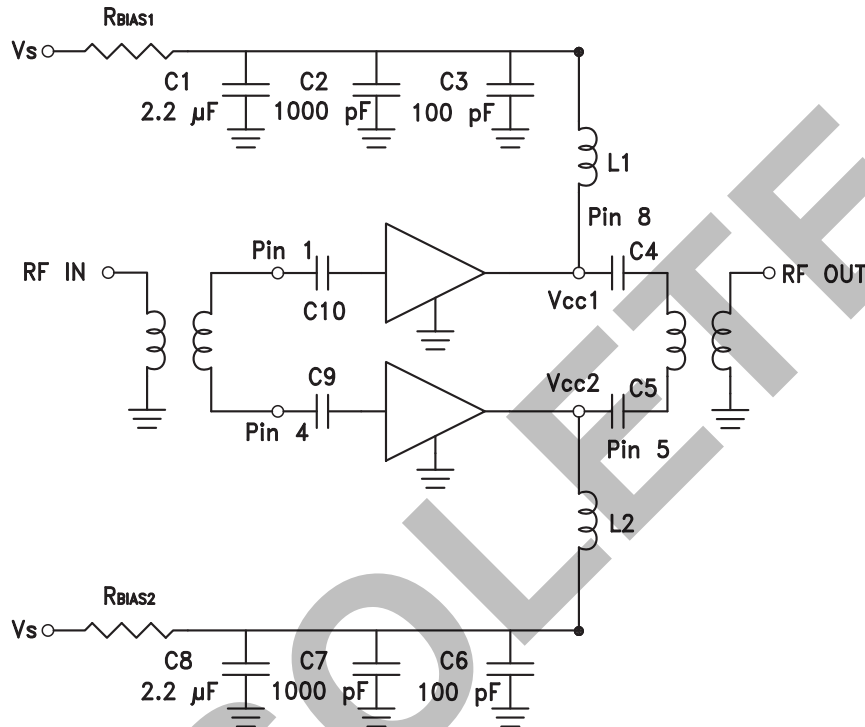 RBIAS1
Vs
C1
2.2 μF
C2
1000 pF
C3
100 pF
L1
Pin 8
Pin 1
C4
RF IN
RF OUT
C10
Vcc1
C9
Vcc2
C5
Pin 4
Pin 5
L2
RBIAS2
Vs
C8
2.2 μF
C7
1000 pF
C6
100 pF
OLETE